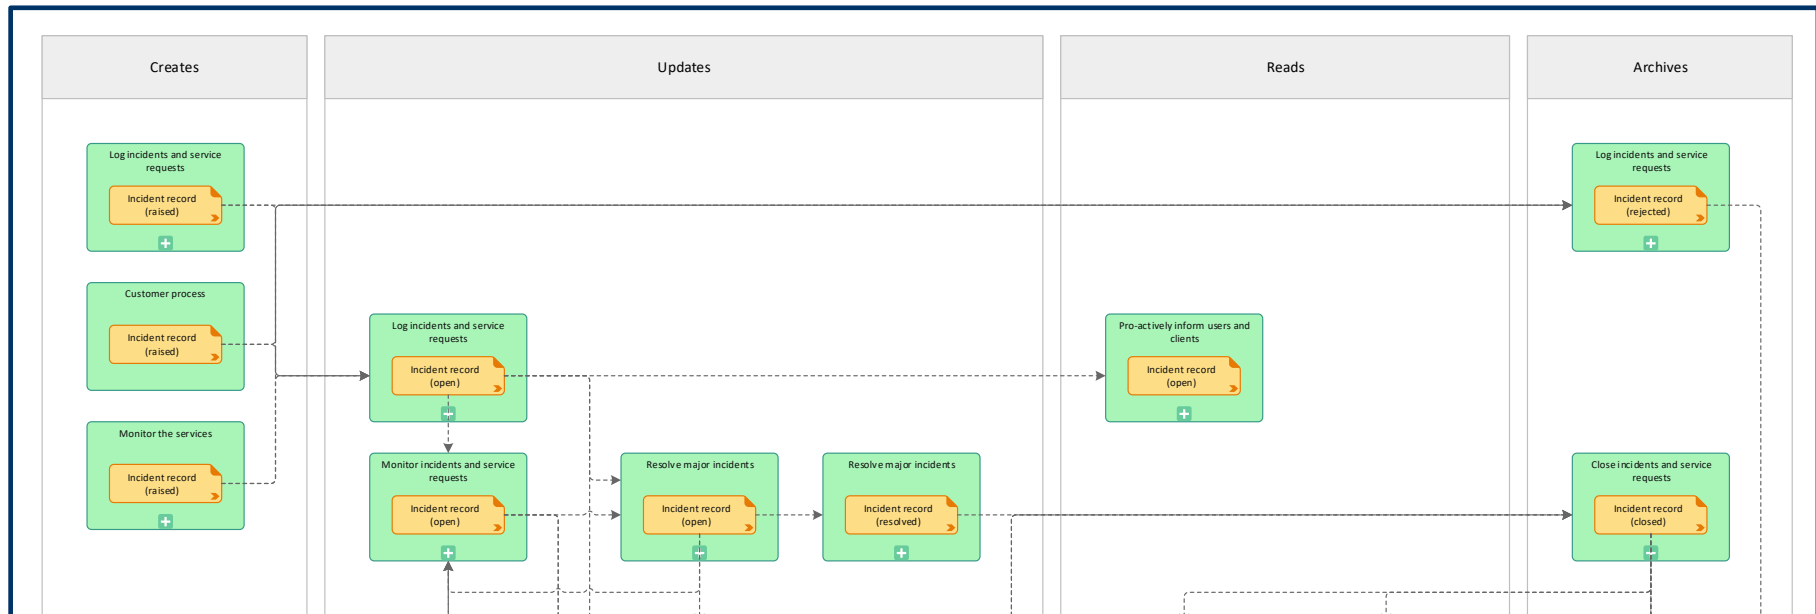 Creates
Updates
Reads
Archives
Log incidents and service
requests
Incident record
(raised)
Log incidents and service
requests
Incident record
(rejected)
Customer process
Incident record
(raised)
Log incidents and service
requests
Incident record
(open)
Pro-actively inform users and
clients
Incident record
(open)
Monitor the services
Incident record
(raised)
Monitor incidents and service
requests
Incident record
(open)
Resolve major incidents
Incident record
(open)
Resolve major incidents
Incident record
(resolved)
Close incidents and service
requests
Incident record
(closed)